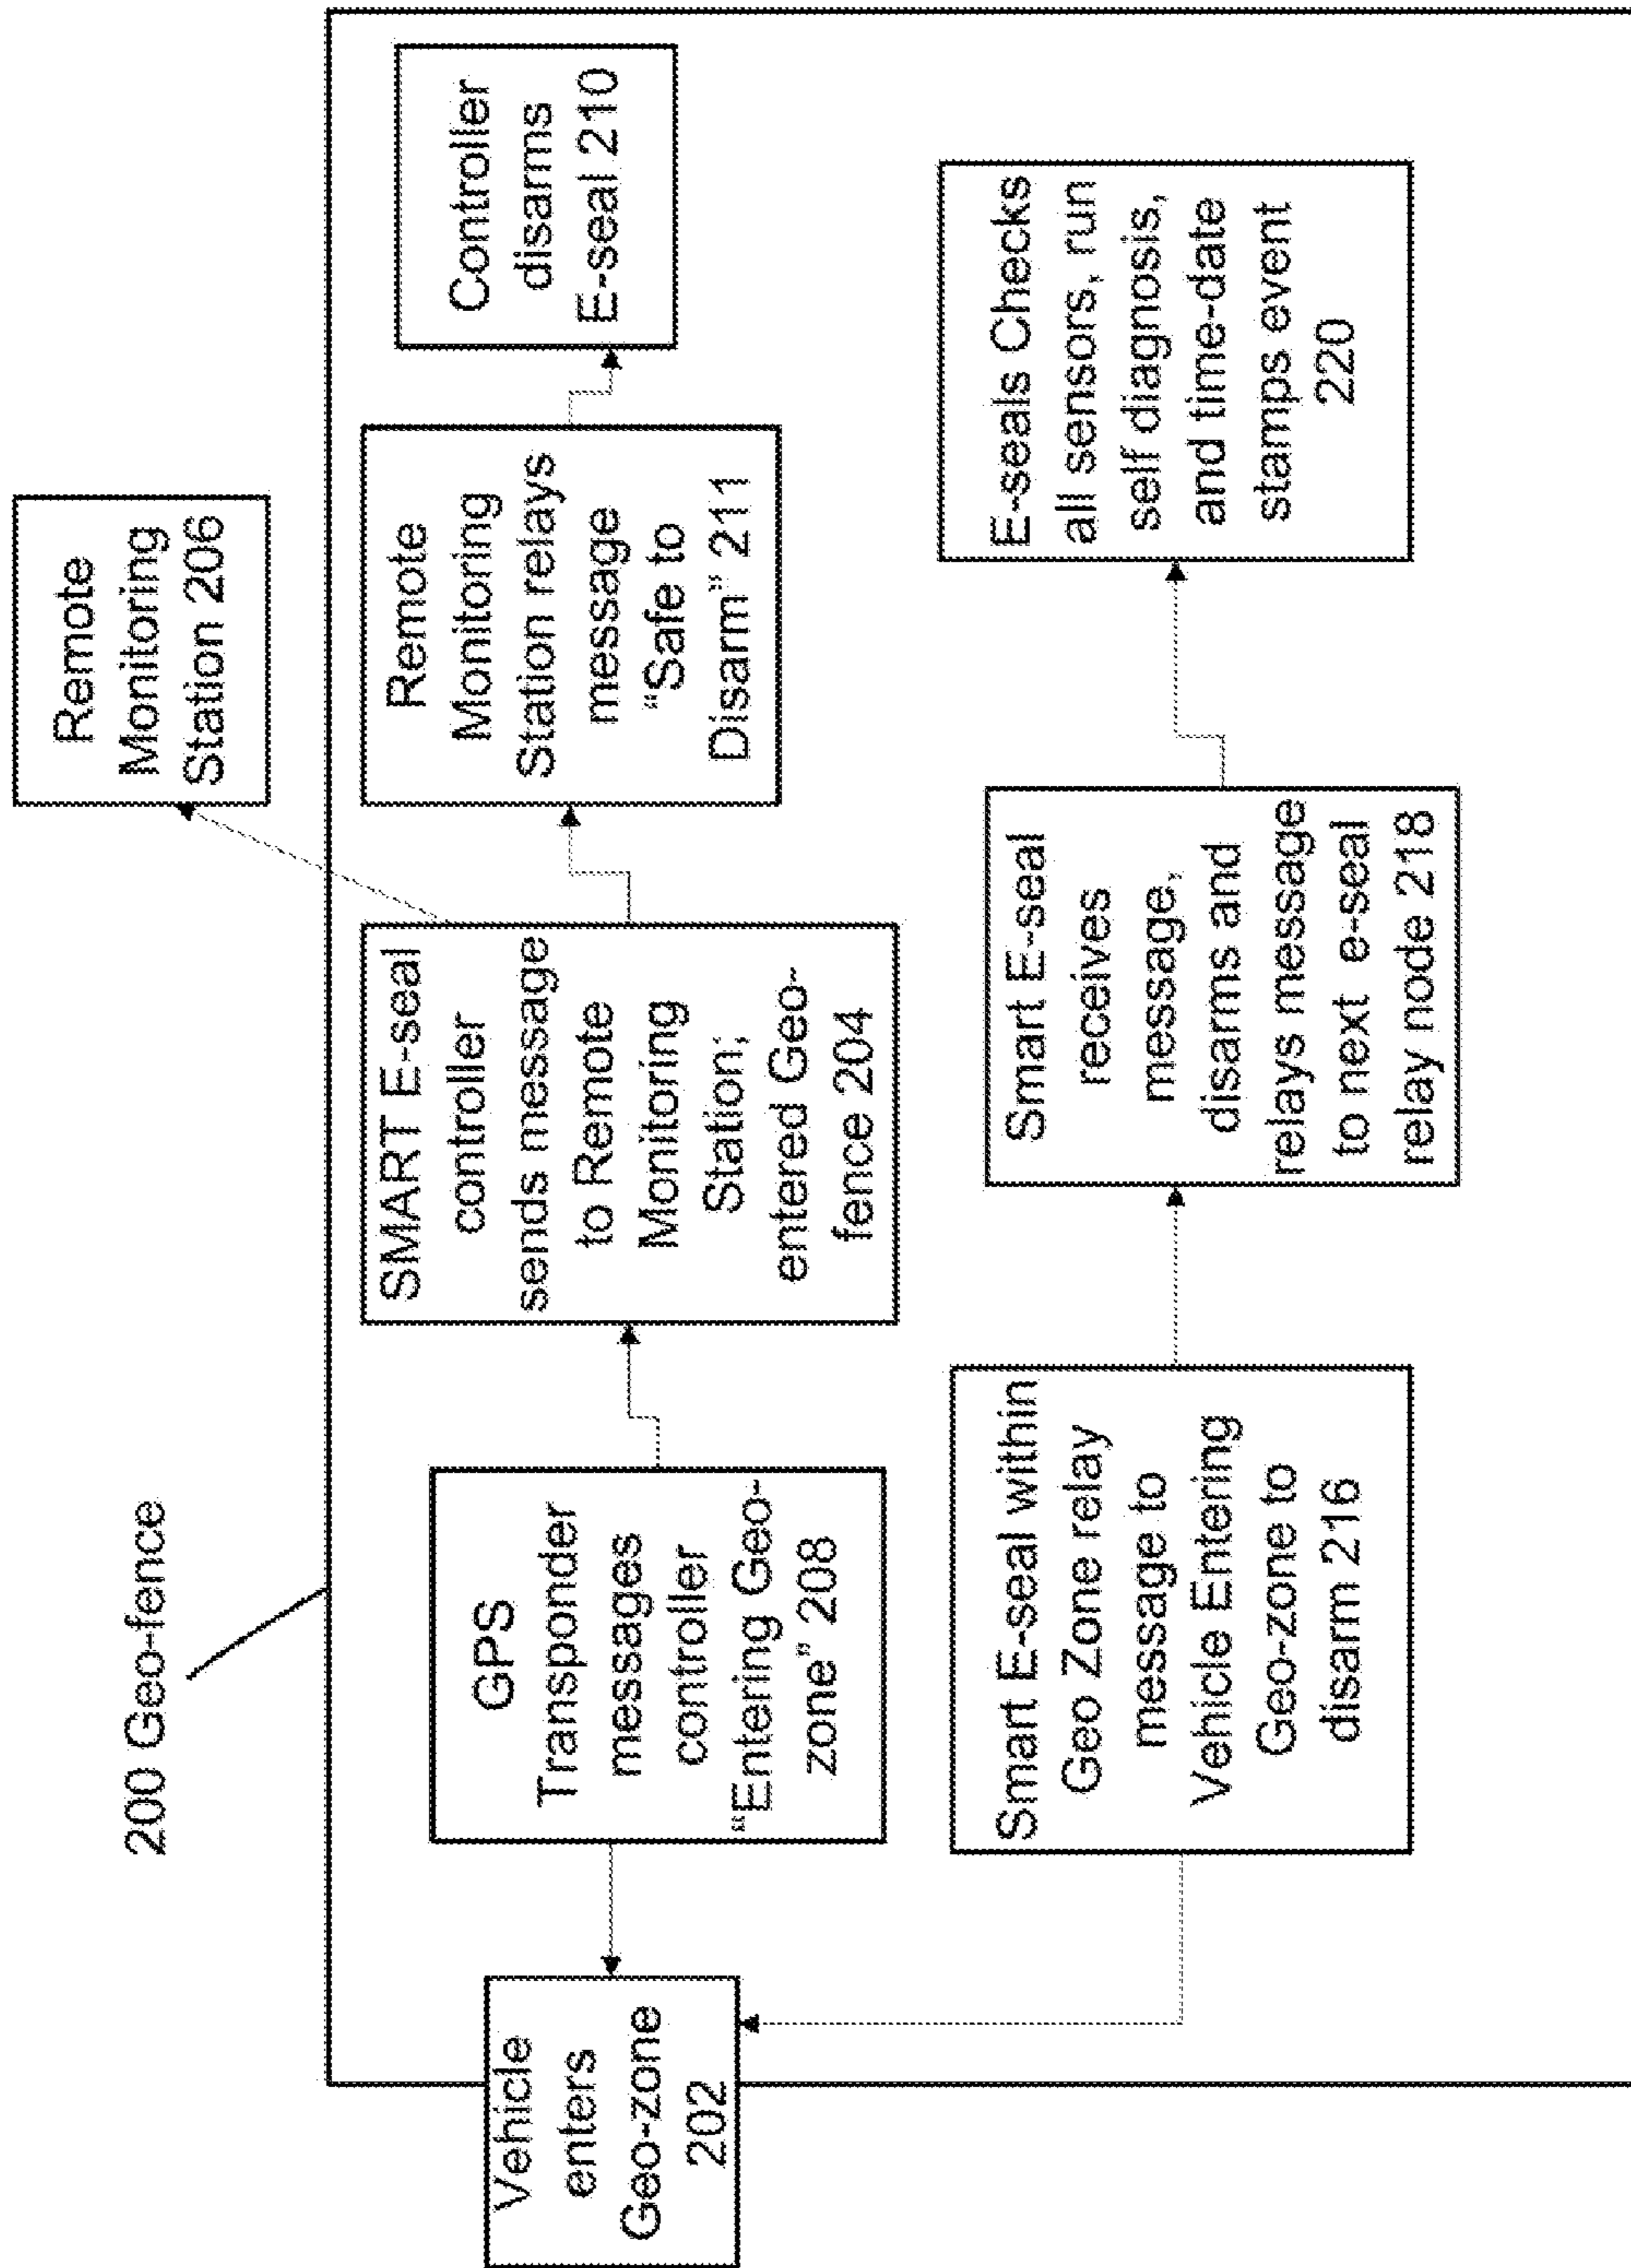 200 Geo-fence
Remote
Monitoring
Station 206
Vehicle
enters
Geo-zone
202
GPS
Transponder
messages
controller
“Entering Geo-
zone” 208
SMART E-seal
controller
sends message
to Remote
Monitoring
Station;
entered Geo-
fence 204
Remote
Monitoring
Station relays
message
“Safe to
Disarm” 211
Controller
disarms
E-seal 210
Smart E-seal within
Geo Zone relay
message to
Vehicle Entering
Geo-zone to
disarm 216
Smart E-seal
receives
message,
disarms and
relays message
to next e-seal
relay node 218
E-seals Checks
all sensors, run
self diagnosis,
and time-date
stamps event
220